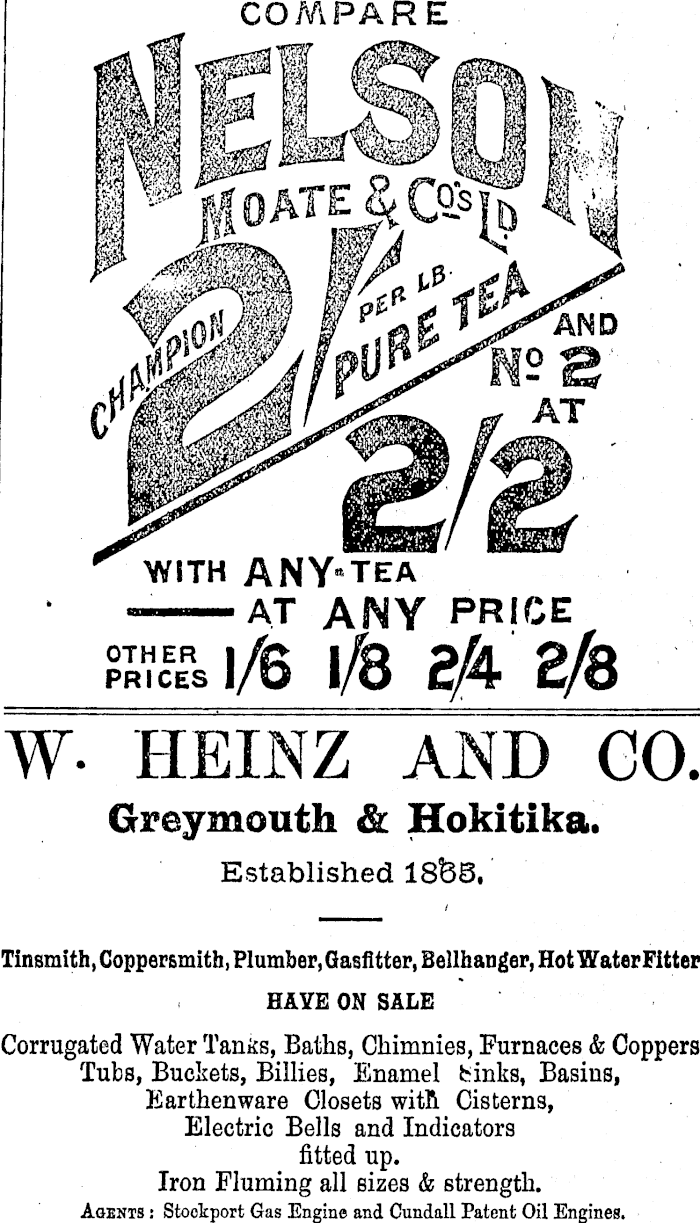 COMPARE
NELSON
MOATE & CO'S LD.
CHAMPION 2/ PER LB.
PURE TEA
AND
No 2
AT
2/2
WITH ANY TEA
AT ANY PRICE
OTHER PRICES 1/6 1/8 2/4 2/8
W. HEINZ AND CO.
Greymouth & Hokitika.
Established 1865.
Tinsmith, Coppersmith, Plumber, Gasfitter, Bellhanger, Hot Water Fitter
HAVE ON SALE
Corrugated Water Tanks, Baths, Chimnies, Furnaces & Coppers
Tubs, Buckets, Billies, Enamel Sinks, Basins,
Earthenware Closets with Cisterns,
Electric Bells and Indicators
fitted up.
Iron Fluming all sizes & strength.
AGENTS: Stockport Gas Engine and Cundall Patent Oil Engines.